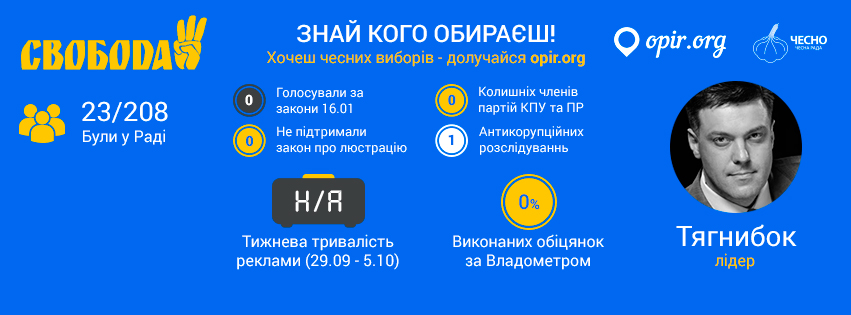 СВОБОДА
ЗНАЙ КОГО ОБИРАЄШ!
Хочеш чесних виборів - долучайся opir.org
opir.org
ЧЕСНО
ЧЕСНА РАДА
23/208
Були у Раді
0
Голосували за
закони 16.01
0
Не підтримали
закон про люстрацію
0
Колишніх членів
партій КПУ та ПР
1
Антикорупційних
розслідуваннь
Н/Я
Тижнева тривалість
реклами (29.09 - 5.10)
0%
Виконаних обіцянок
за Владометром
Тягнибок
лідер